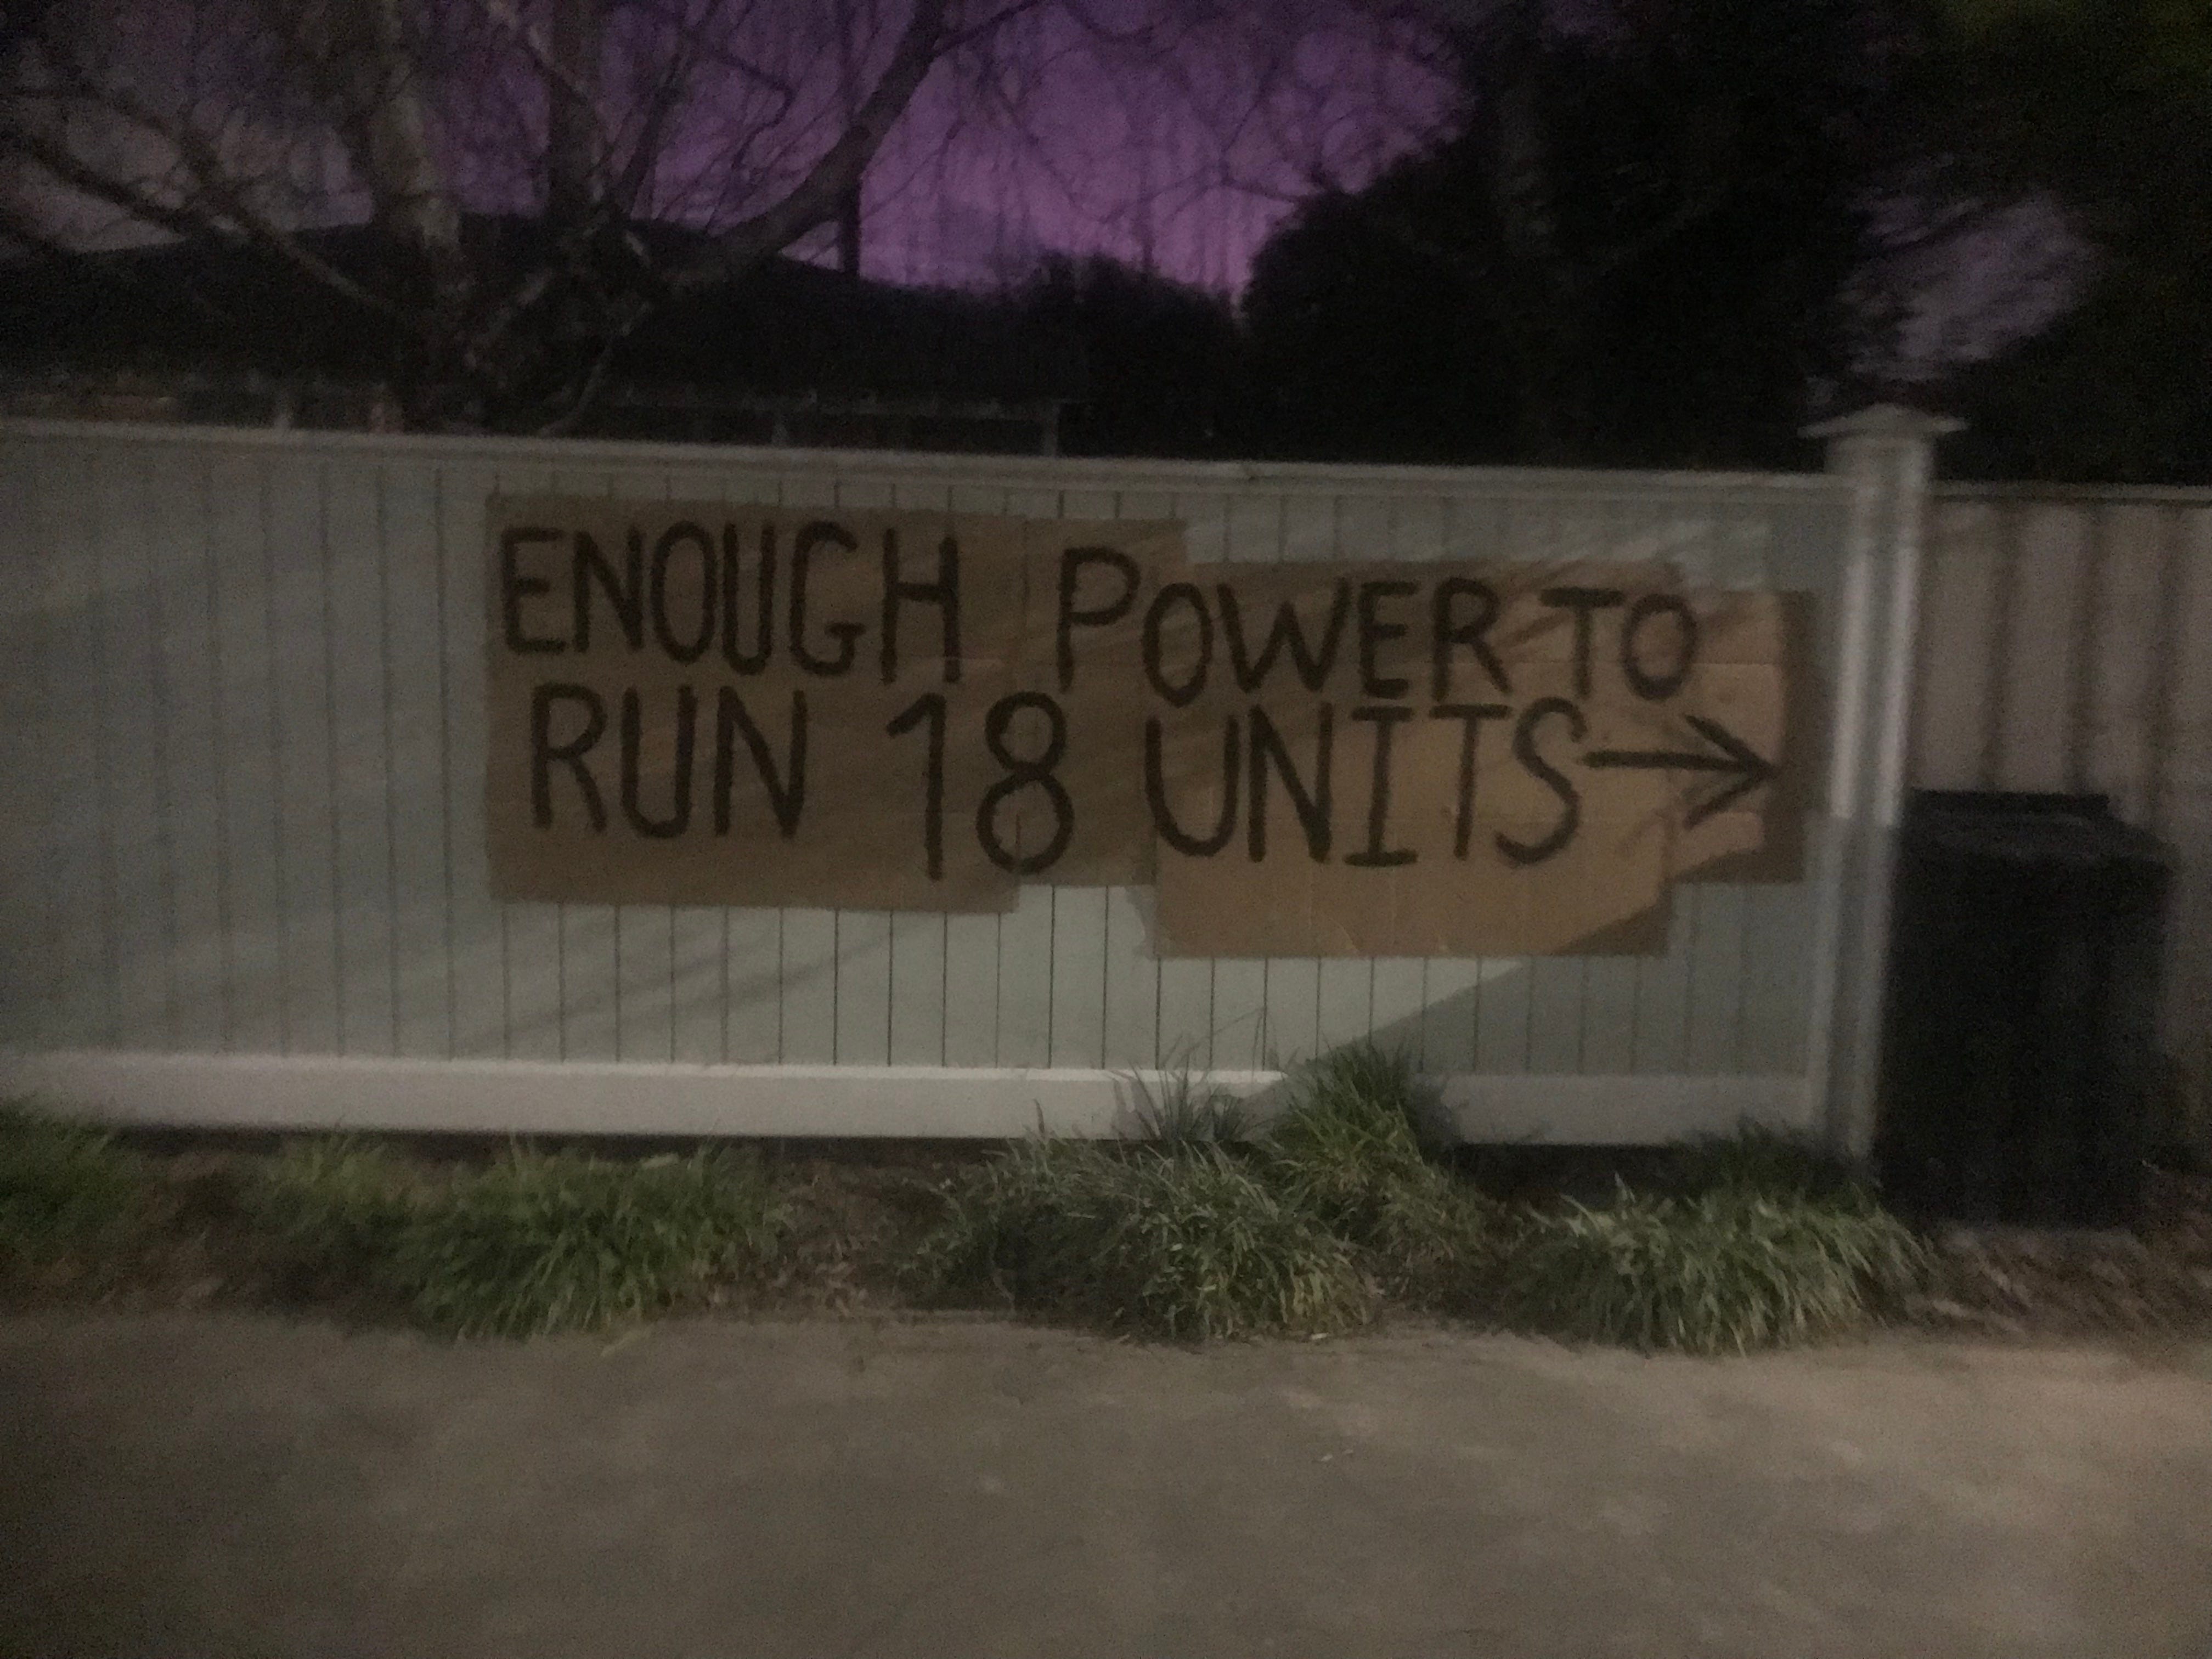 ENOUGH POWER TO
RUN 18 UNITS→